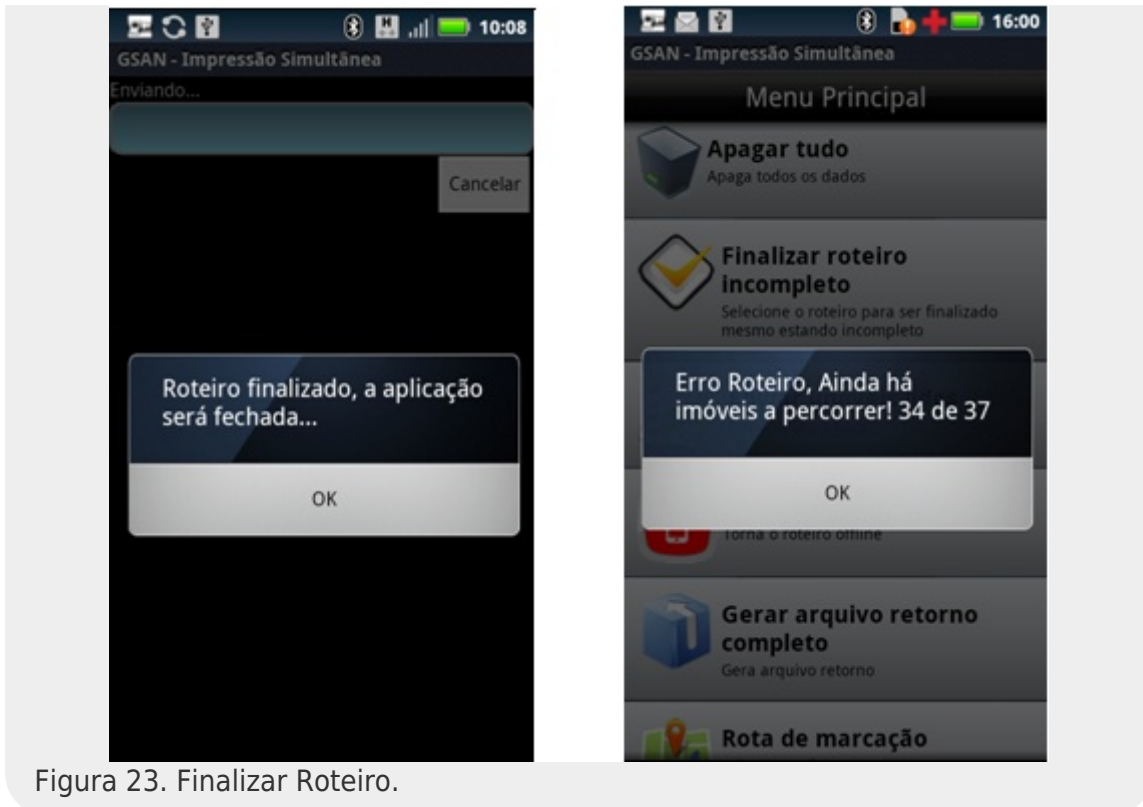 10:08
GSAN - Impressão Simultânea
Enviando...
Cancelar
Roteiro finalizado, a aplicação
será fechada...
OK
16:00
GSAN - Impressão Simultânea
Menu Principal
Apagar tudo
Apaga todos os dados
Finalizar roteiro
incompleto
Selecione o roteiro para ser finalizado
mesmo estando incompleto
Erro Roteiro, Ainda há
imóveis a percorrer! 34 de 37
OK
Torna o roteiro offline
Gerar arquivo retorno
completo
Gera arquivo retorno
Rota de marcação
Figura 23. Finalizar Roteiro.